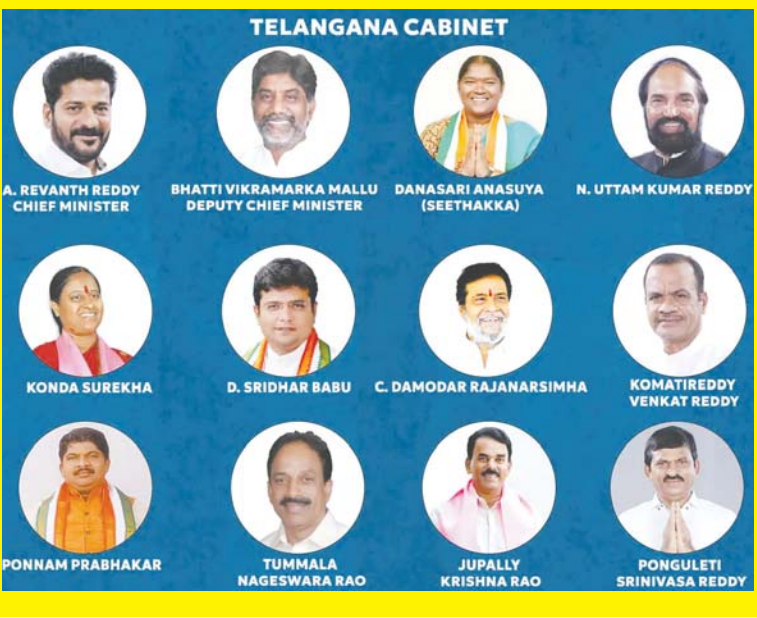 TELANGANA CABINET
A. REVANTH REDDY
CHIEF MINISTER
BHATTI VIKRAMARKA MALLU
DEPUTY CHIEF MINISTER
DANASARI ANASUYA
(SEETHAKKA)
N. UTTAM KUMAR REDDY
KONDA SUREKHA
D. SRIDHAR BABU
C. DAMODAR RAJANARSIMHA
KOMATIREDDY
VENKAT REDDY
PONNAM PRABHAKAR
TUMMALA
NAGESWARA RAO
JUPALLY
KRISHNA RAO
PONGULETI
SRINIVASA REDDY